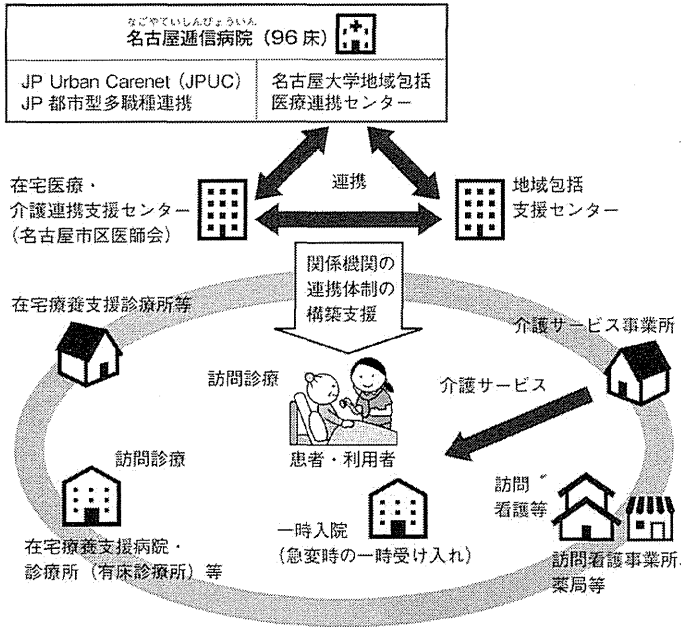 なごやていしんびょういん
名古屋逓信病院（96床）
JP Urban Carenet（JPUC）
JP 都市型多職種連携
名古屋大学地域包括
医療連携センター
連携
在宅医療・
介護連携支援センター
（名古屋市区医師会）
地域包括
支援センター
関係機関の
連携体制の
構築支援
在宅療養支援診療所等
介護サービス事業所
訪問診療
介護サービス
患者・利用者
訪問診療
訪問
看護等
一時入院
（急変時の一時受け入れ）
在宅療養支援病院・
診療所（有床診療所）等
訪問看護事業所、
薬局等